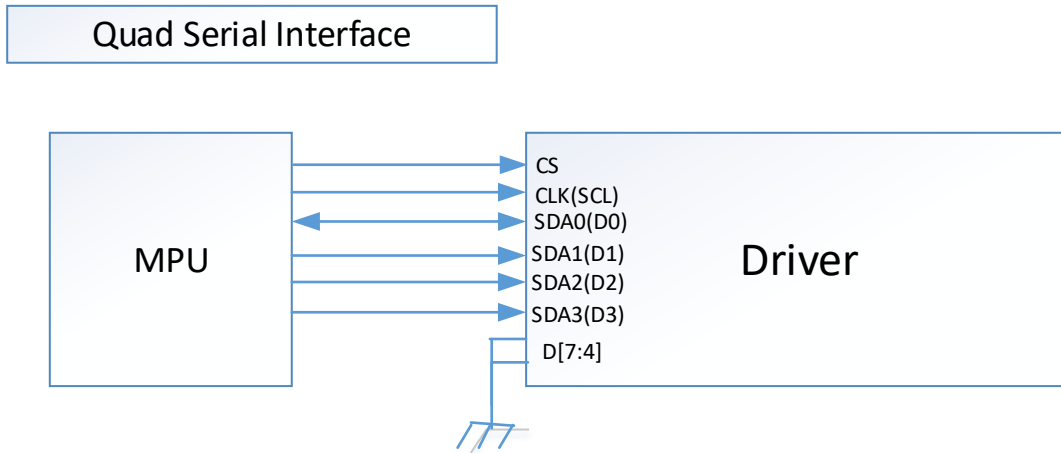 Quad Serial Interface
MPU
CS
CLK(SCL)
SDA0(D0)
SDA1(D1)
SDA2(D2)
SDA3(D3)
D[7:4]
Driver